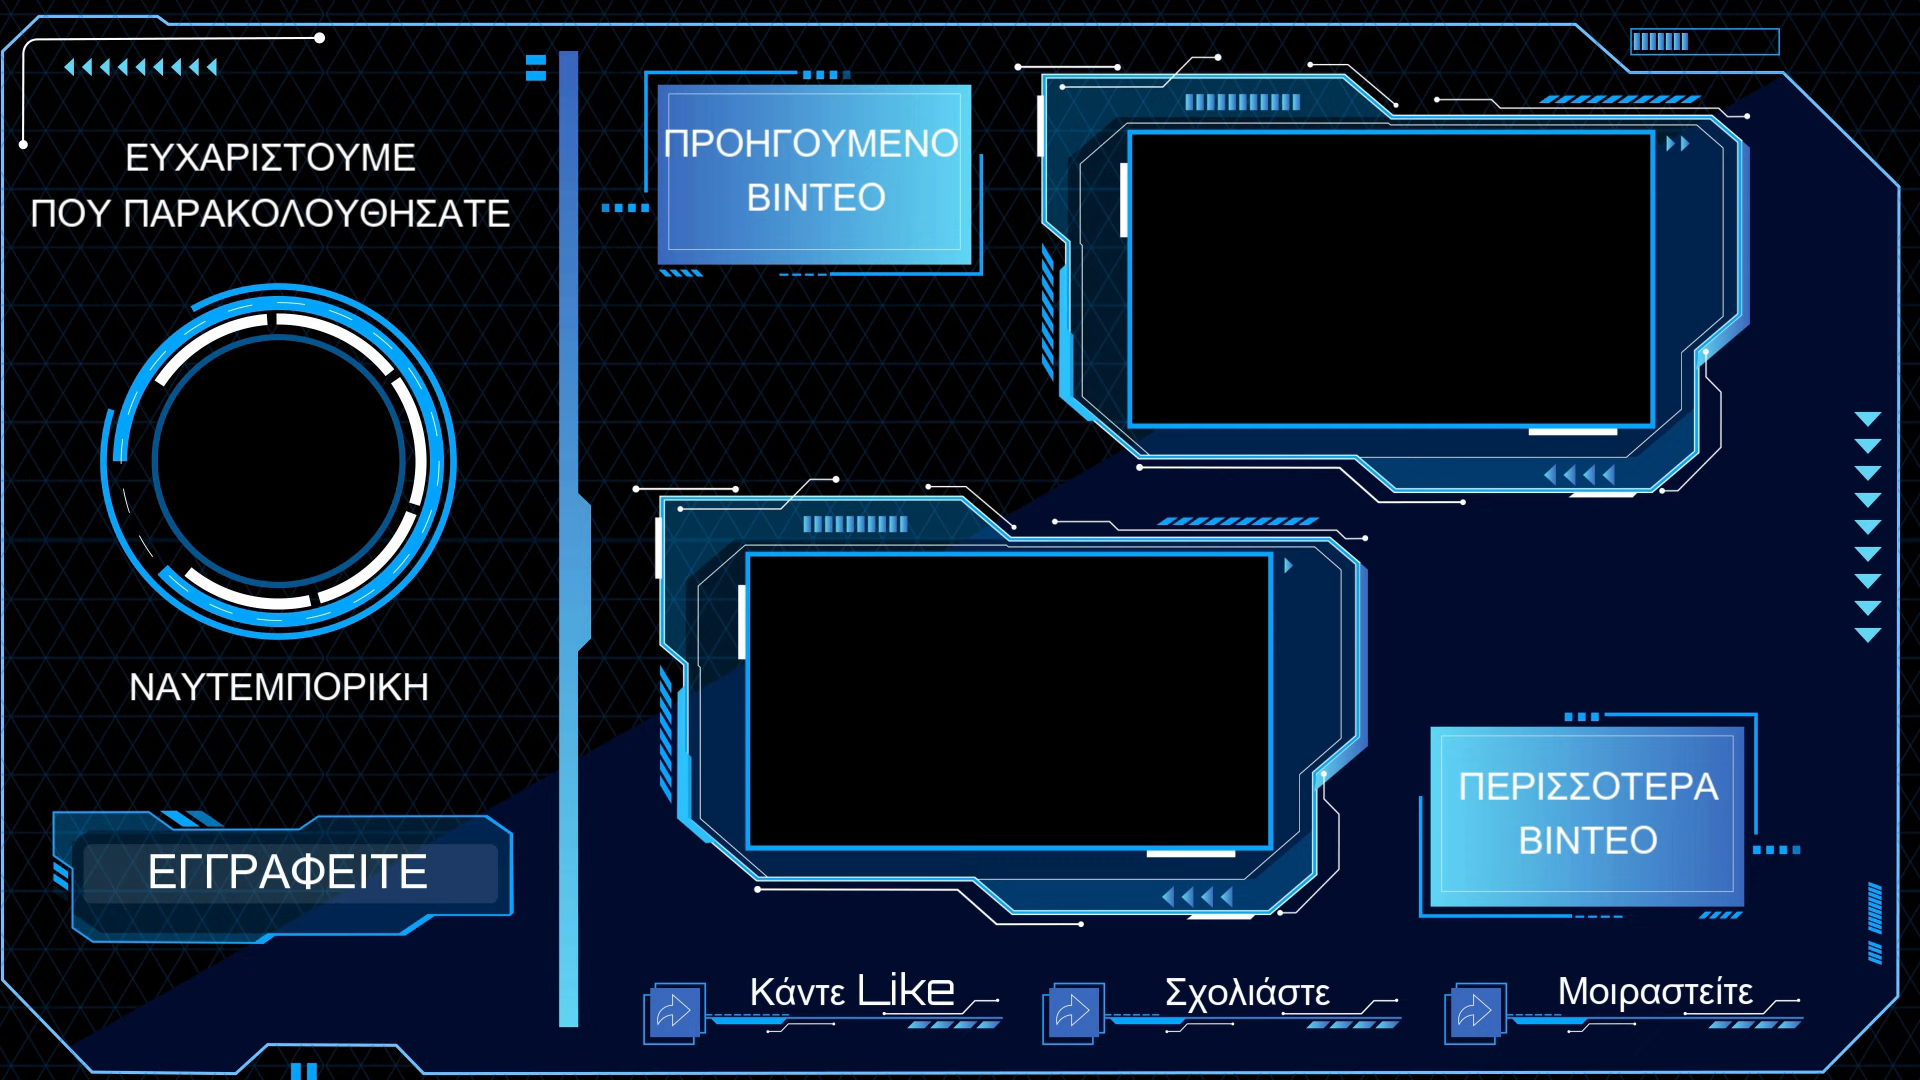 ΕΥΧΑΡΙΣΤΟΥΜΕ
ΠΟΥ ΠΑΡΑΚΟΛΟΥΘΗΣΑΤΕ
ΝΑΥΤΕΜΠΟΡΙΚΗ
ΕΓΓΡΑΦΕΙΤΕ
ΠΡΟΗΓΟΥΜΕΝΟ
ΒΙΝΤΕΟ
ΠΕΡΙΣΣΟΤΕΡΑ
ΒΙΝΤΕΟ
Κάντε Like
Σχολιάστε
Μοιραστείτε